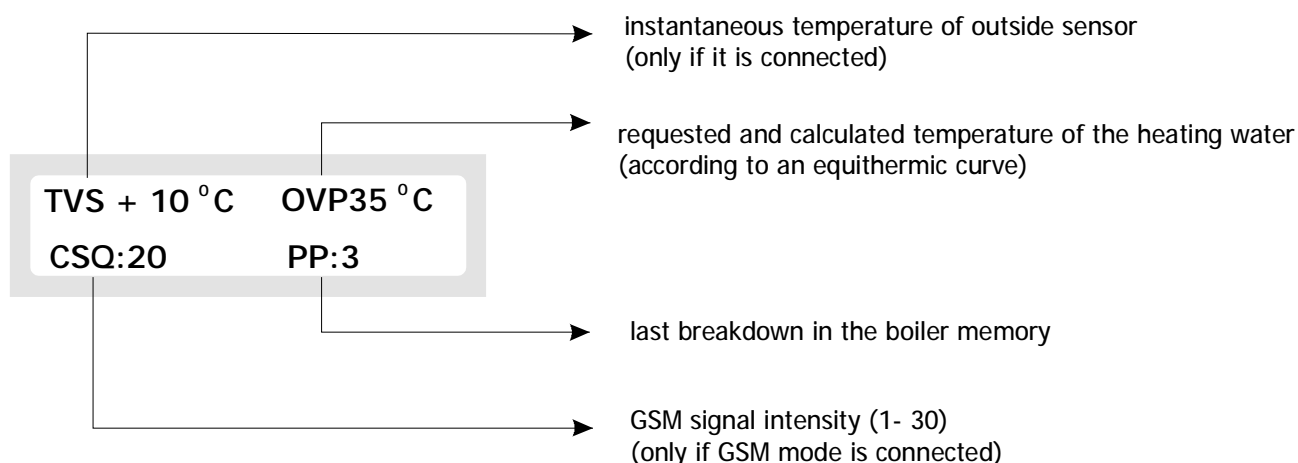 instantaneous temperature of outside sensor
(only if it is connected)
requested and calculated temperature of the heating water
(according to an equithermic curve)
TVS + 10 °C OVP35 °C
CSQ:20 PP:3
last breakdown in the boiler memory
GSM signal intensity (1- 30)
(only if GSM mode is connected)